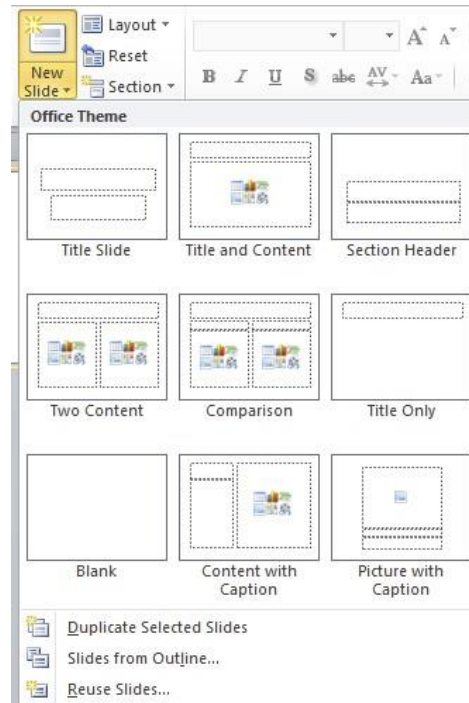 Layout
Reset
New
Slide
Section
A A
B I U S abc AV Aa
Office Theme
Title Slide
Title and Content
Section Header
Two Content
Comparison
Title Only
Blank
Content with
Caption
Picture with
Caption
Duplicate Selected Slides
Slides from Outline...
Reuse Slides...